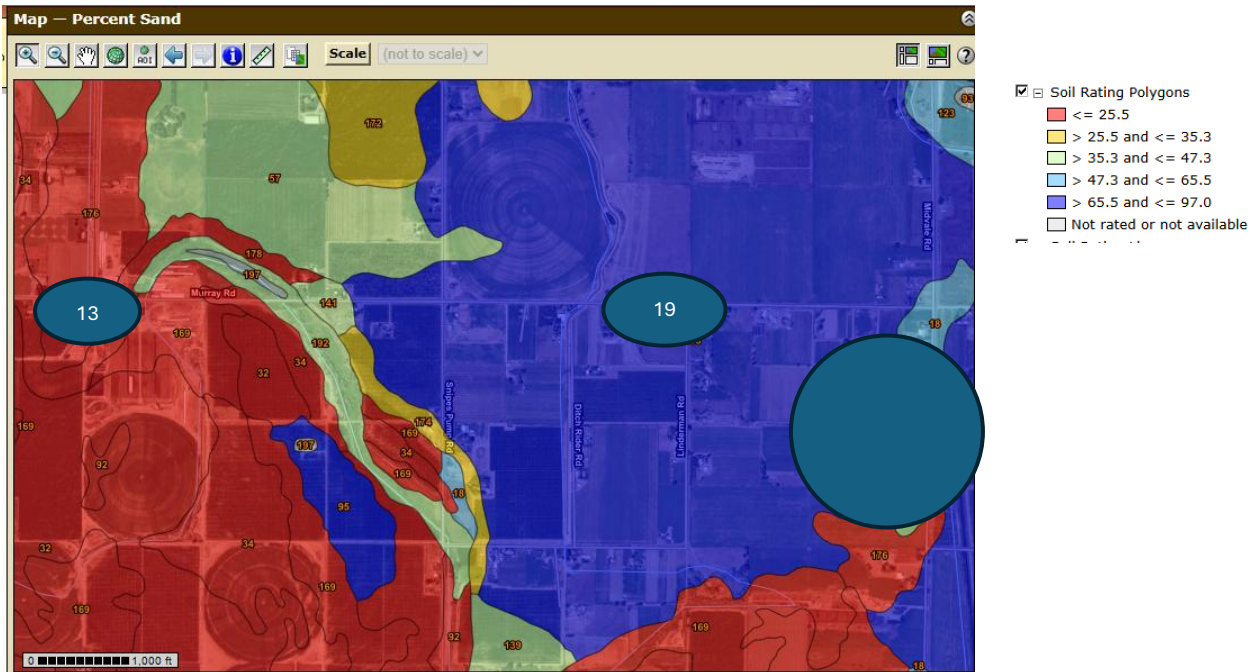 Map — Percent Sand
AOI
Scale (not to scale)
?
Soil Rating Polygons
<= 25.5
> 25.5 and <= 35.3
> 35.3 and <= 47.3
> 47.3 and <= 65.5
> 65.5 and <= 97.0
Not rated or not available
93
123
172
57
34
176
Midvale Rd
178
197
Murray Rd
13
141
19
18
169
192
34
32
Ditch Rider Rd
Linderman Rd
174
169
169
197
34
92
169
18
95
32
34
176
169
169
92
139
169
18
0 1,000 ft